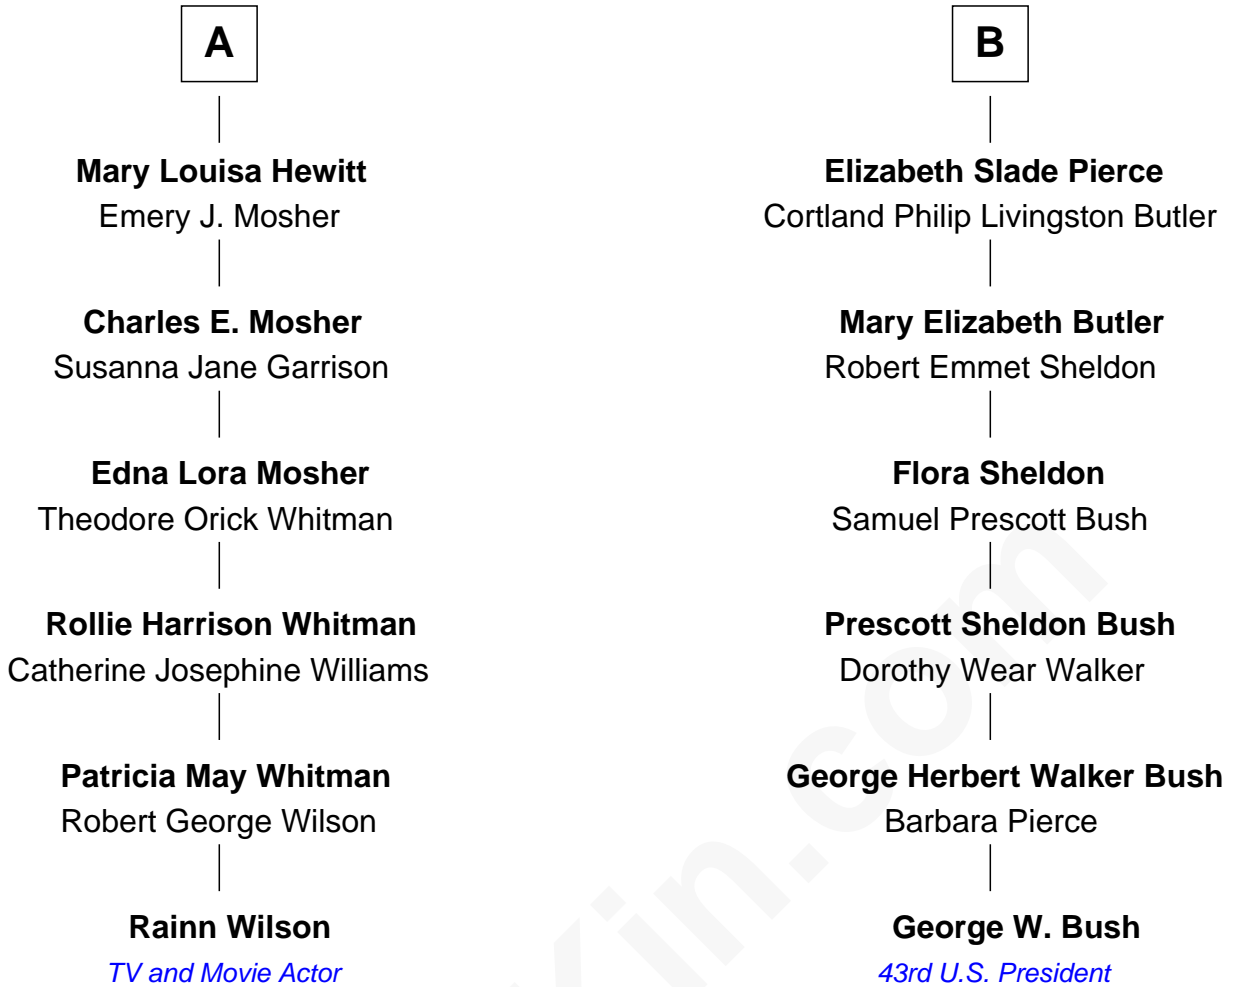 A
B
Mary Louisa Hewitt
Elizabeth Slade Pierce
Emery J. Mosher
Cortland Philip Livingston Butler
Charles E. Mosher
Mary Elizabeth Butler
Susanna Jane Garrison
Robert Emmet Sheldon
Edna Lora Mosher
Flora Sheldon
Theodore Orick Whitman
Samuel Prescott Bush
Rollie Harrison Whitman
Prescott Sheldon Bush
Catherine Josephine Williams
Dorothy Wear Walker
Patricia May Whitman
George Herbert Walker Bush
Robert George Wilson
Barbara Pierce
Rainn Wilson
George W. Bush
TV and Movie Actor
43rd U.S. President
Kin.com